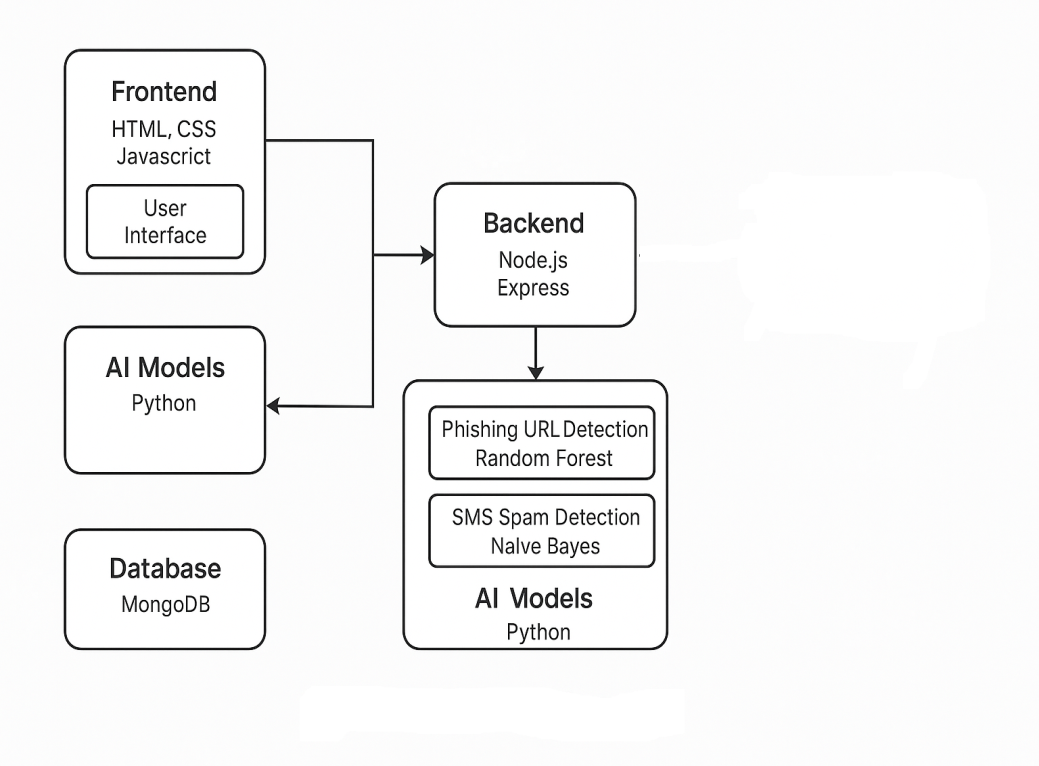 Frontend
HTML, CSS
Javascrict
User
Interface
Backend
Node.js
Express
AI Models
Python
Phishing URL Detection
Random Forest
SMS Spam Detection
Nalve Bayes
AI Models
Python
Database
MongoDB